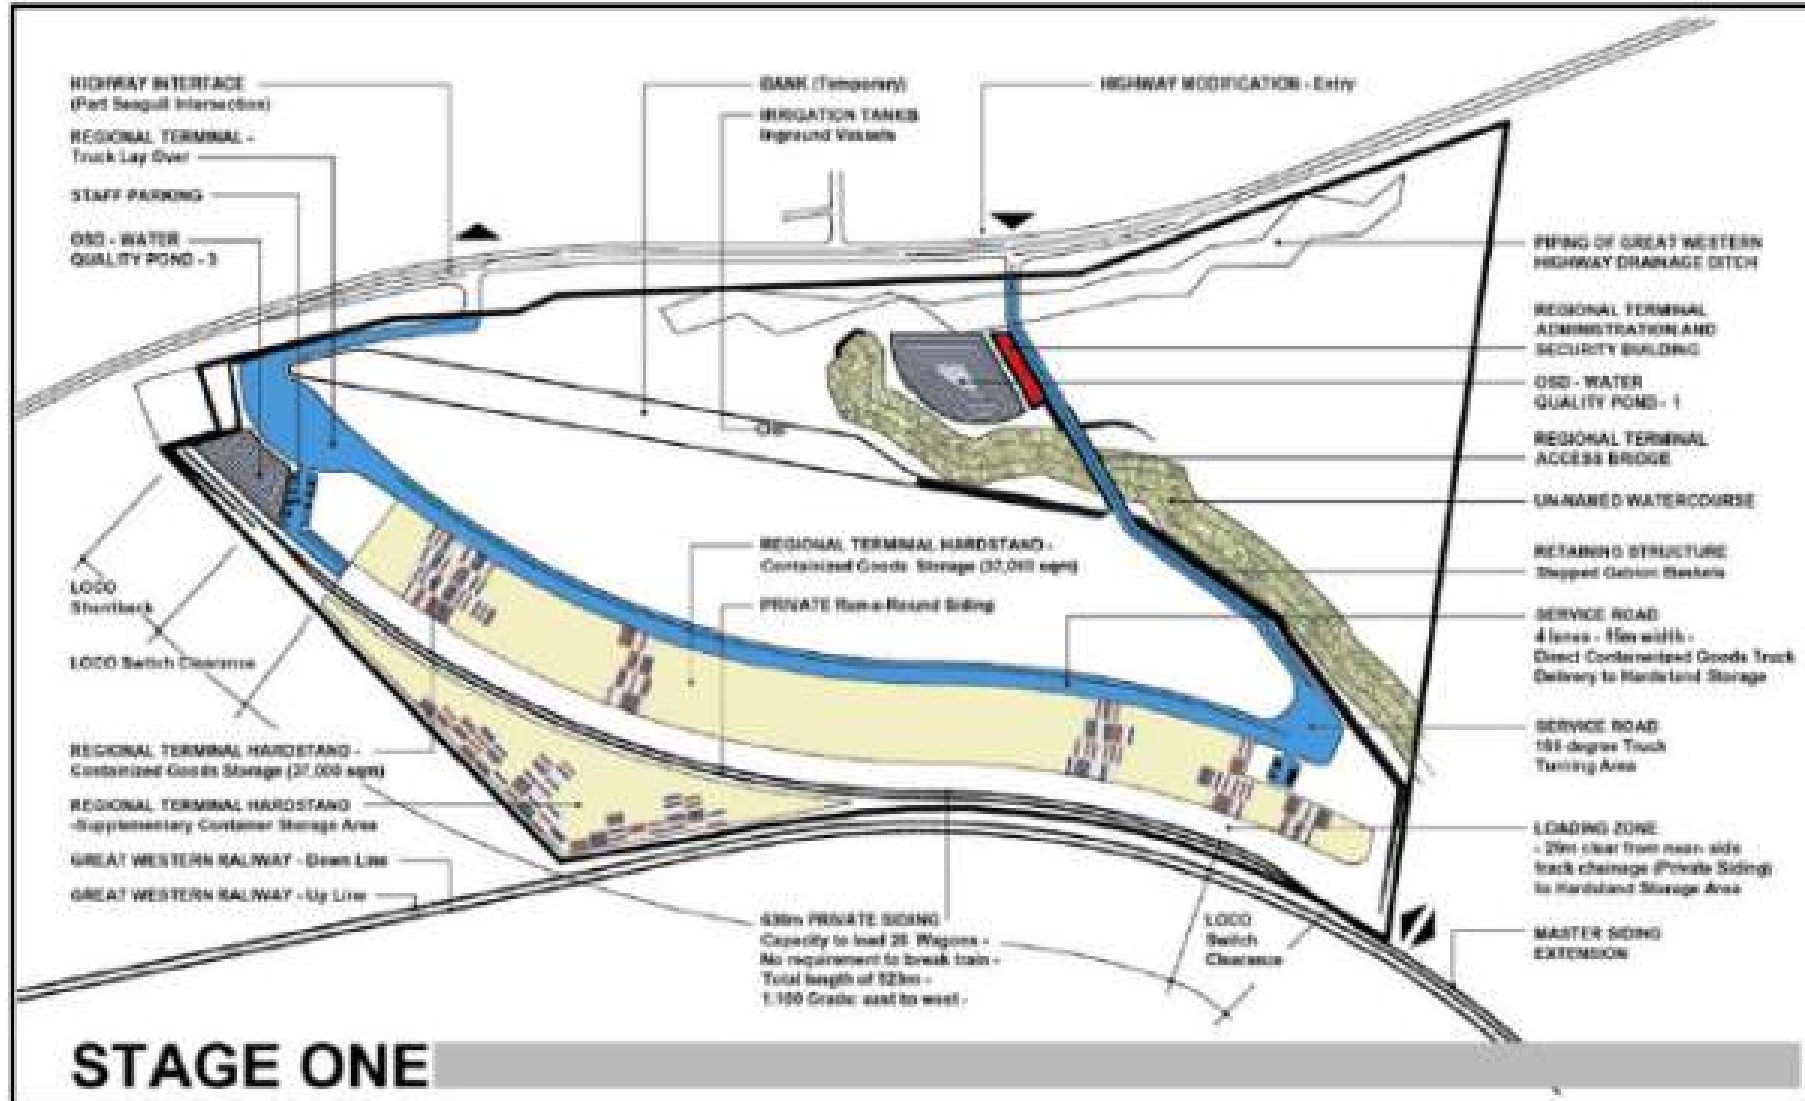 HIGHWAY INTERFACE
(Part Seagull Intersection)
REGIONAL TERMINAL -
Truck Lay Over
STAFF PARKING
OSD - WATER
QUALITY POND - 3
BANK (Temporary)
IRRIGATION TANKS
Inground Vessels
HIGHWAY MODIFICATION - Entry
PIPING OF GREAT WESTERN
HIGHWAY DRAINAGE DITCH
REGIONAL TERMINAL
ADMINISTRATION AND
SECURITY BUILDING
OSD - WATER
QUALITY POND - 1
REGIONAL TERMINAL
ACCESS BRIDGE
UN-NAMED WATERCOURSE
RETAINING STRUCTURE
Stepped Gabion Baskets
SERVICE ROAD
4 lanes - 15m width -
Direct Containerized Goods Truck
Delivery to Hardstand Storage
SERVICE ROAD
degree Truck
Turning Area
LOADING ZONE
clear from near- side
track chainage (Private Siding)
to Hardstand Storage Area
MASTER SIDING
EXTENSION
REGIONAL TERMINAL HARDSTAND -
Containized Goods Storage
PRIVATE Siding
LOCO
Shuntback
LOCO Switch Clearance
REGIONAL TERMINAL HARDSTAND -
Containized Goods Storage (37,000 sqm)
REGIONAL TERMINAL HARDSTAND
-Supplementary Container Storage Area
GREAT WESTERN RAILWAY - Down Line
GREAT WESTERN RAILWAY - Up Line
PRIVATE SIDING
Capacity to load Wagons -
No requirement to break train -
Total length of 523m -
1:100 Grade: east to west -
LOCO
Switch
Clearance
STAGE ONE